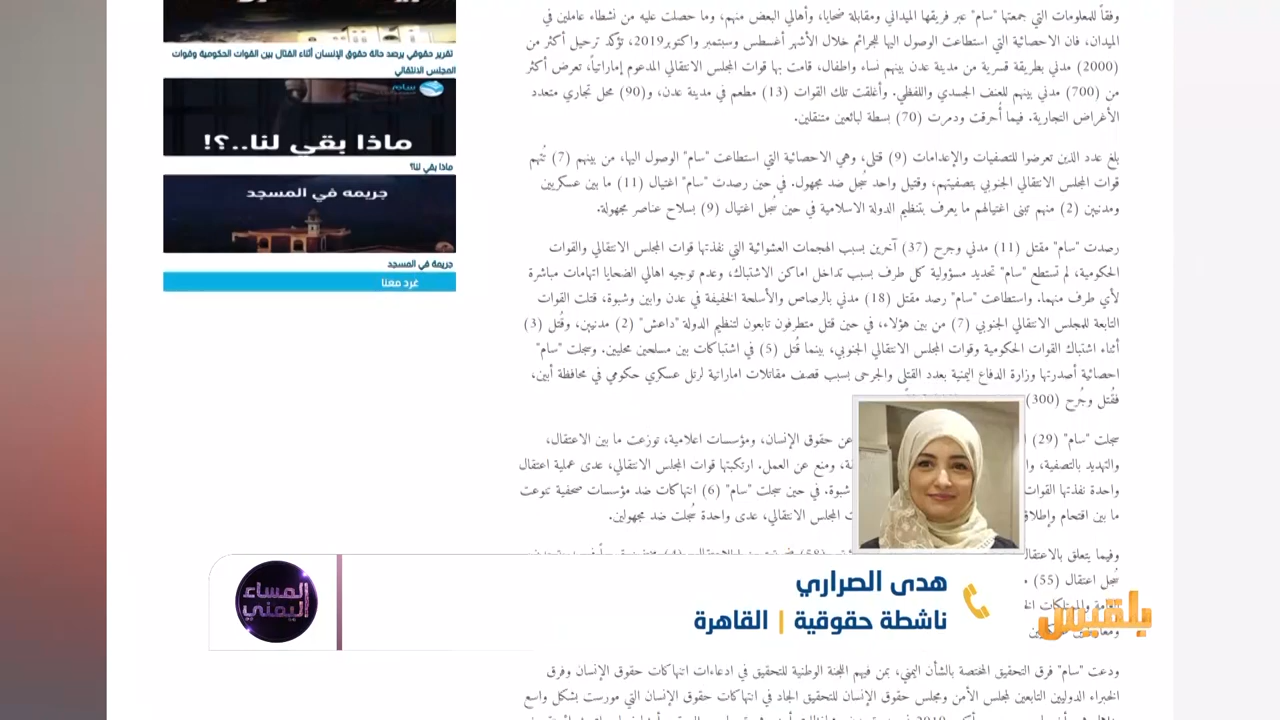 وفقاً للمعلومات التي جمعتها "سام" عبر فريقها الميداني ومقابلة ضحايا، وأهالي البعض منهم، وما حصلت عليه من نشطاء عاملين في
الميدان، فان الاحصائية التي استطاعت الوصول اليها للجرائم خلال الأشهر أغسطس وسبتمبر واكتوبر2019، تؤكد ترحيل أكثر من
(2000) مدني بطريقة قسرية من مدينة عدن بينهم نساء واطفال، قامت بها قوات المجلس الانتقالي المدعوم إماراتياً، تعرض أكثر
من (700) مدني بينهم للعنف الجسدي واللفظي. وأغلقت تلك القوات (13) مطعم في مدينة عدن، و(90) محل تجاري متعدد
الأغراض التجارية. فيما أُحرقت ودمرت (70) بسطة لبائعين متنقلين.
بلغ عدد الذين تعرضوا للتصفيات والإعدامات (9) قتلى، وهي الاحصائية التي استطاعت "سام" الوصول اليها، من بينهم (7) تُتهم
قوات المجلس الانتقالي الجنوبي بتصفيتهم، وقتيل واحد سُجل ضد مجهول. في حين رصدت "سام" اغتيال (11) ما بين عسكريين
ومدنيين (2) منهم تبنى اغتيالهم ما يعرف بتنظيم الدولة الاسلامية في حين سُجل اغتيال (9) بسلاح عناصر مجهولة.
رصدت "سام" مقتل (11) مدني وجرح (37) آخرين بسبب الهجمات العشوائية التي نفذتها قوات المجلس الانتقالي والقوات
الحكومية، لم تستطع "سام" تحديد مسؤولية كل طرف بسبب تداخل اماكن الاشتباك، وعدم توجيه اهالي الضحايا اتهامات مباشرة
لأي طرف منهما. واستطاعت "سام" رصد مقتل (18) مدني بالرصاص والأسلحة الخفيفة في عدن وابين وشبوة، قتلت القوات
التابعة للمجلس الانتقالي الجنوبي (7) من بين هؤلاء، في حين قتل متطرفون تابعون لتنظيم الدولة "داعش" (2) مدنيين، وقُتل (3)
أثناء اشتباك القوات الحكومية وقوات المجلس الانتقالي الجنوبي، بينما قُتل (5) في اشتباكات بين مسلحين محليين. وسجلت "سام"
احصائية أصدرتها وزارة الدفاع اليمنية بعدد القتلى والجرحى بسبب قصف مقاتلات اماراتية لرتل عسكري حكومي في محافظة أبين،
فقُتل وجُرح (300)
سجلت "سام" (29) عن حقوق الإنسان، ومؤسسات اعلامية، توزعت ما بين الاعتقال،
والتهديد بالتصفية، ومنع عن العمل. ارتكبتها قوات المجلس الانتقالي، عدى عملية اعتقال
واحدة نفذتها القوات شبوة. في حين سجلت "سام" (6) انتهاكات ضد مؤسسات صحفية تنوعت
ما بين اقتحام وإطلاق المجلس الانتقالي، عدى واحدة سُجلت ضد مجهولين.
وفيما يتعلق بالاعتقال
سُجل اعتقال (55)
ودعت "سام" فرق التحقيق المختصة بالشأن اليمني، بمن فيهم اللجنة الوطنية للتحقيق في ادعاءات انتهاكات حقوق الإنسان وفرق
الخبراء الدوليين التابعين لمجلس الأمن ومجلس حقوق الإنسان للتحقيق الجاد في انتهاكات حقوق الإنسان التي مورست بشكل واسع
تقرير حقوقي يرصد حالة حقوق الإنسان أثناء القتال بين القوات الحكومية وقوات
المجلس الانتقالي
سام
ماذا بقي لنا..؟!
ماذا بقي لنا؟
جريمه في المسجد
جريمة في المسجد
غرد معنا
هدى الصراري
ناشطة حقوقية | القاهرة
المساء
اليمني
بلقيس